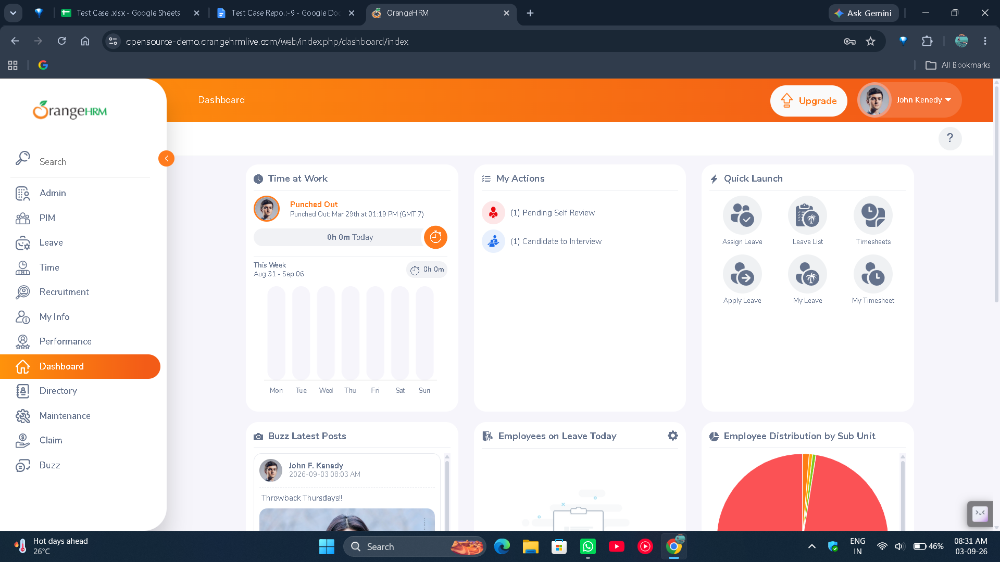 Test Case .xlsx - Google Sheets
Test Case Repo.:-9 - Google Do
OrangeHRM
Ask Gemini
opensource-demo.orangehrmlive.com/web/index.php/dashboard/index
All Bookmarks
OrangeHRM
Dashboard
Upgrade
John Kenedy
?
Search
Admin
PIM
Leave
Time
Recruitment
My Info
Performance
Dashboard
Directory
Maintenance
Claim
Buzz
Time at Work
Punched Out
Punched Out: Mar 29th at 01:19 PM (GMT 7)
0h 0m Today
This Week
Aug 31 - Sep 06
0h 0m
Mon Tue Wed Thu Fri Sat Sun
My Actions
(1) Pending Self Review
(1) Candidate to Interview
Quick Launch
Assign Leave
Leave List
Timesheets
Apply Leave
My Leave
My Timesheet
Buzz Latest Posts
John F. Kenedy
2026-09-03 08:03 AM
Throwback Thursdays!!
Employees on Leave Today
Employee Distribution by Sub Unit
Hot days ahead
26°C
Search
ENG
IN
46%
08:31 AM
03-09-26